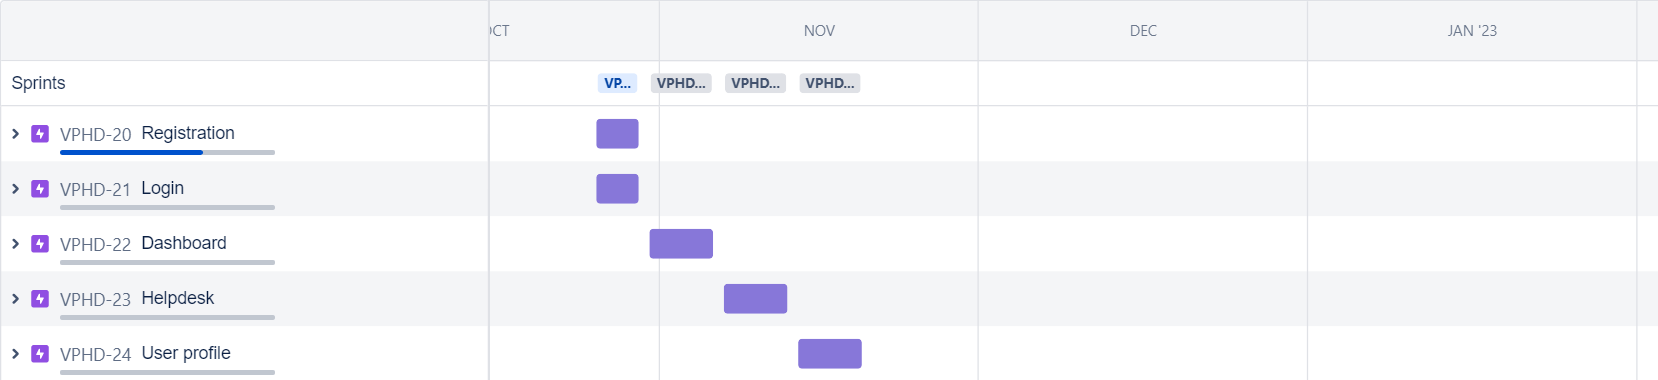 OCT NOV DEC JAN '23
Sprints VP... VPHD... VPHD... VPHD...
VPHD-20 Registration
VPHD-21 Login
VPHD-22 Dashboard
VPHD-23 Helpdesk
VPHD-24 User profile